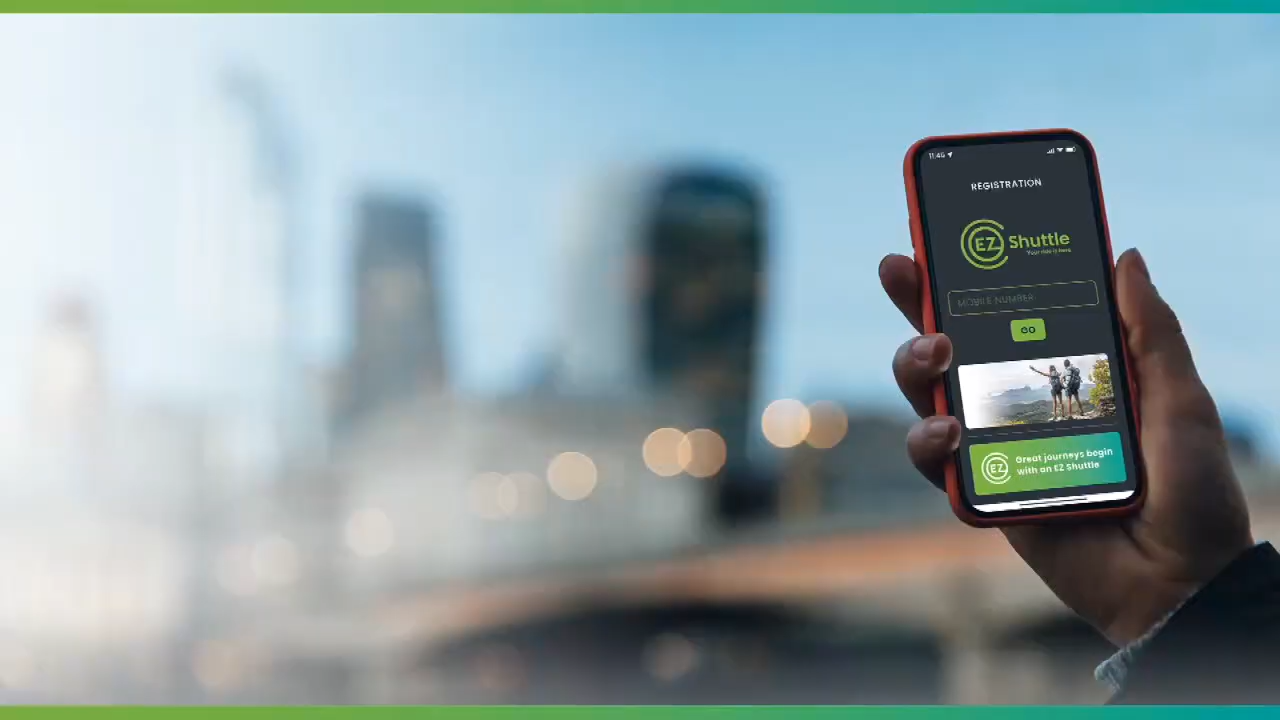 11:45
REGISTRATION
EZ Shuttle
Your ride is here
MOBILE NUMBER
GO
EZ
Great journeys begin
with an EZ Shuttle